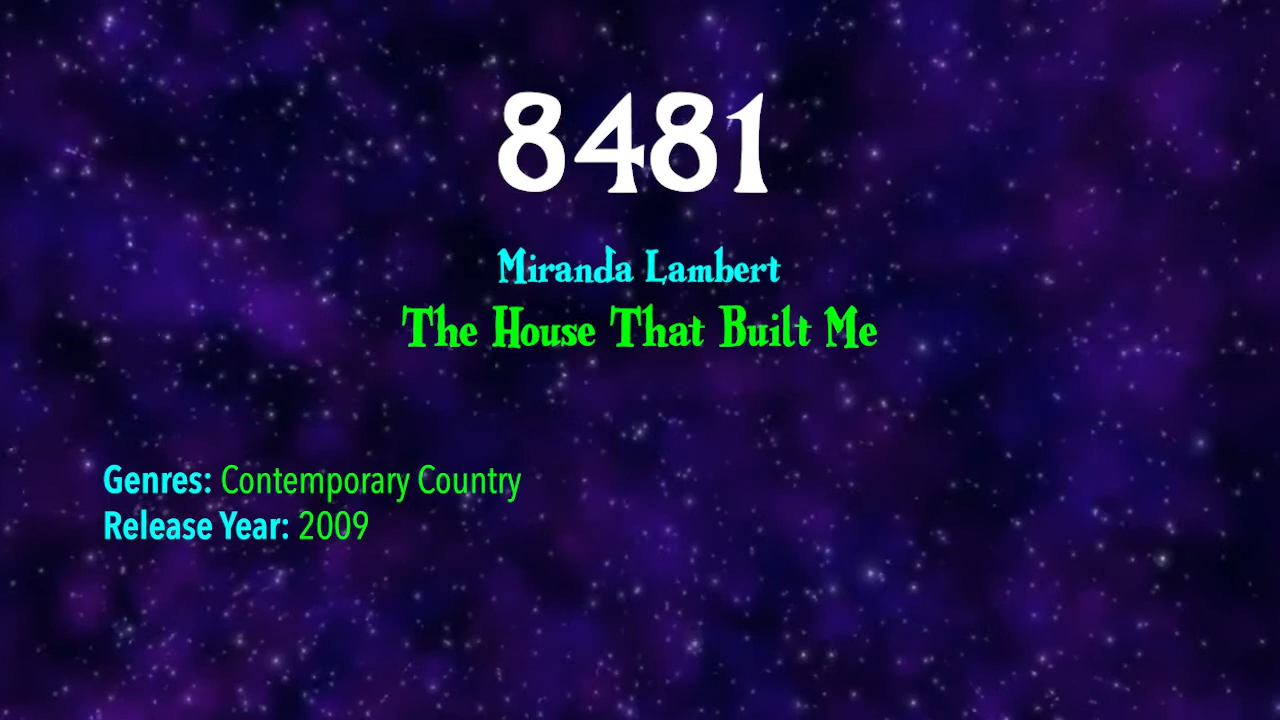 8481
Miranda Lambert
The House That Built Me
Genres: Contemporary Country
Release Year: 2009